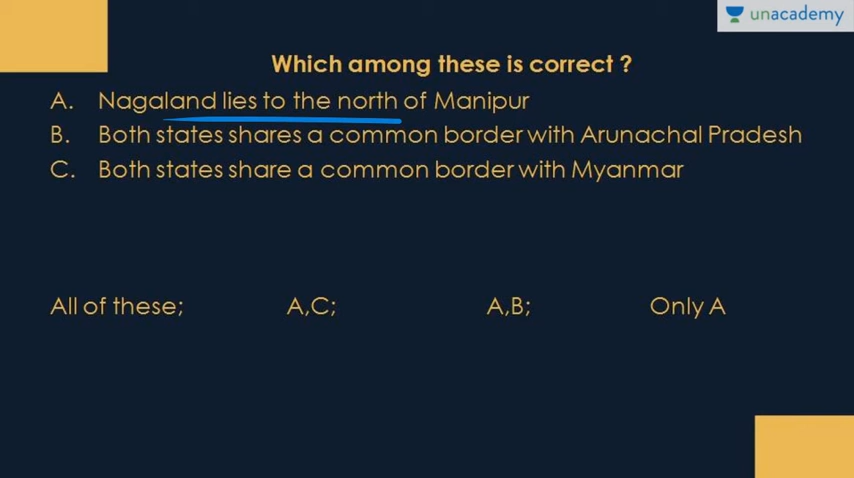 unacademy
Which among these is correct ?
A. Nagaland lies to the north of Manipur
B. Both states shares a common border with Arunachal Pradesh
C. Both states share a common border with Myanmar
All of these; A,C; A,B; Only A